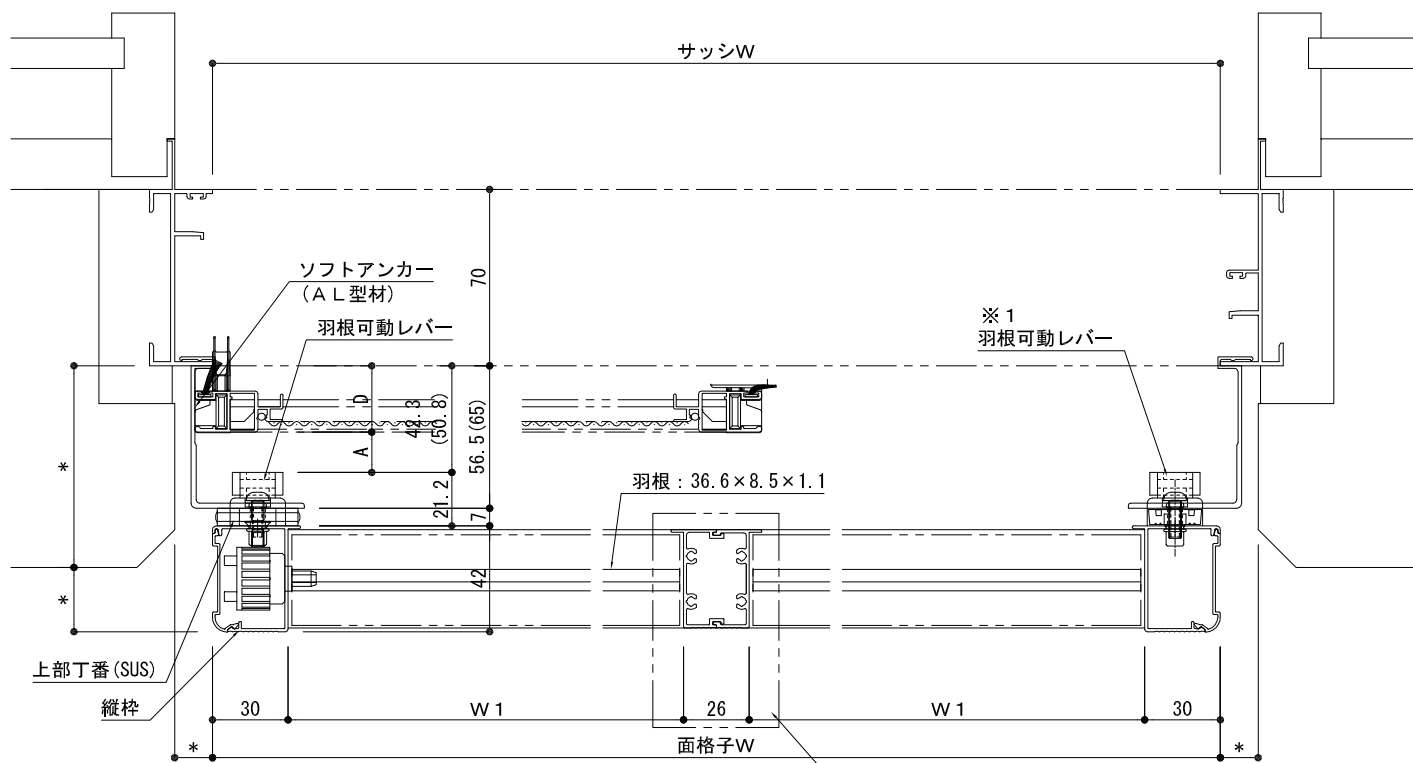 サッシW
70
ソフトアンカー
(AL型材)
羽根可動レバー
※1
羽根可動レバー
D
42.3
(50.8)
56.5(65)
A
*
21.2
7
羽根：36.6×8.5×1.1
42
*
上部丁番(SUS)
縦枠
30
W1
26
W1
30
*
面格子W
*